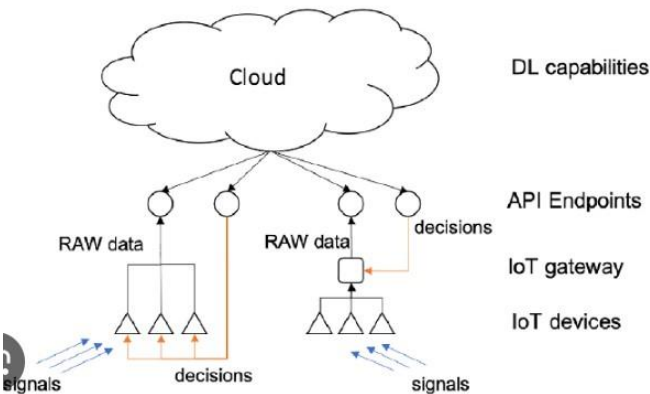 Cloud
DL capabilities
API Endpoints
decisions
RAW data
RAW data
IoT gateway
IoT devices
signals
decisions
signals